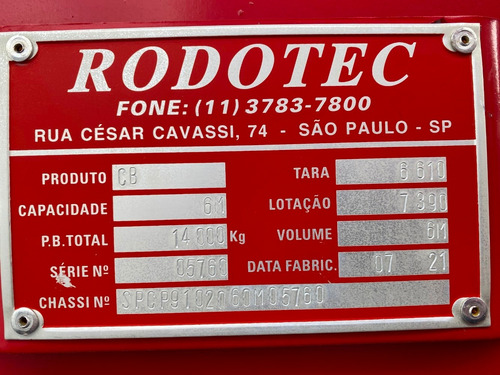 RODOTEC
FONE: (11) 3783-7800
RUA CÉSAR CAVASSI, 74 - SÃO PAULO - SP
PRODUTO CB TARA 6 610
CAPACIDADE 6M LOTAÇÃO 7 390
P.B.TOTAL 14 000 Kg VOLUME 6M
SÉRIE Nº 05760 DATA FABRIC. 07 21
CHASSI Nº